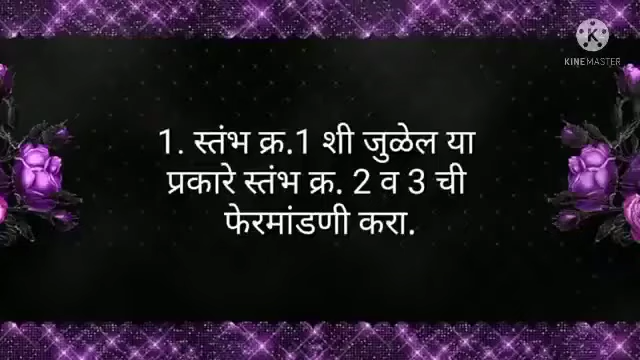 KINEMASTER
1. स्तंभ क्र.1 शी जुळेल या
प्रकारे स्तंभ क्र. 2 व 3 ची
फेरमांडणी करा.